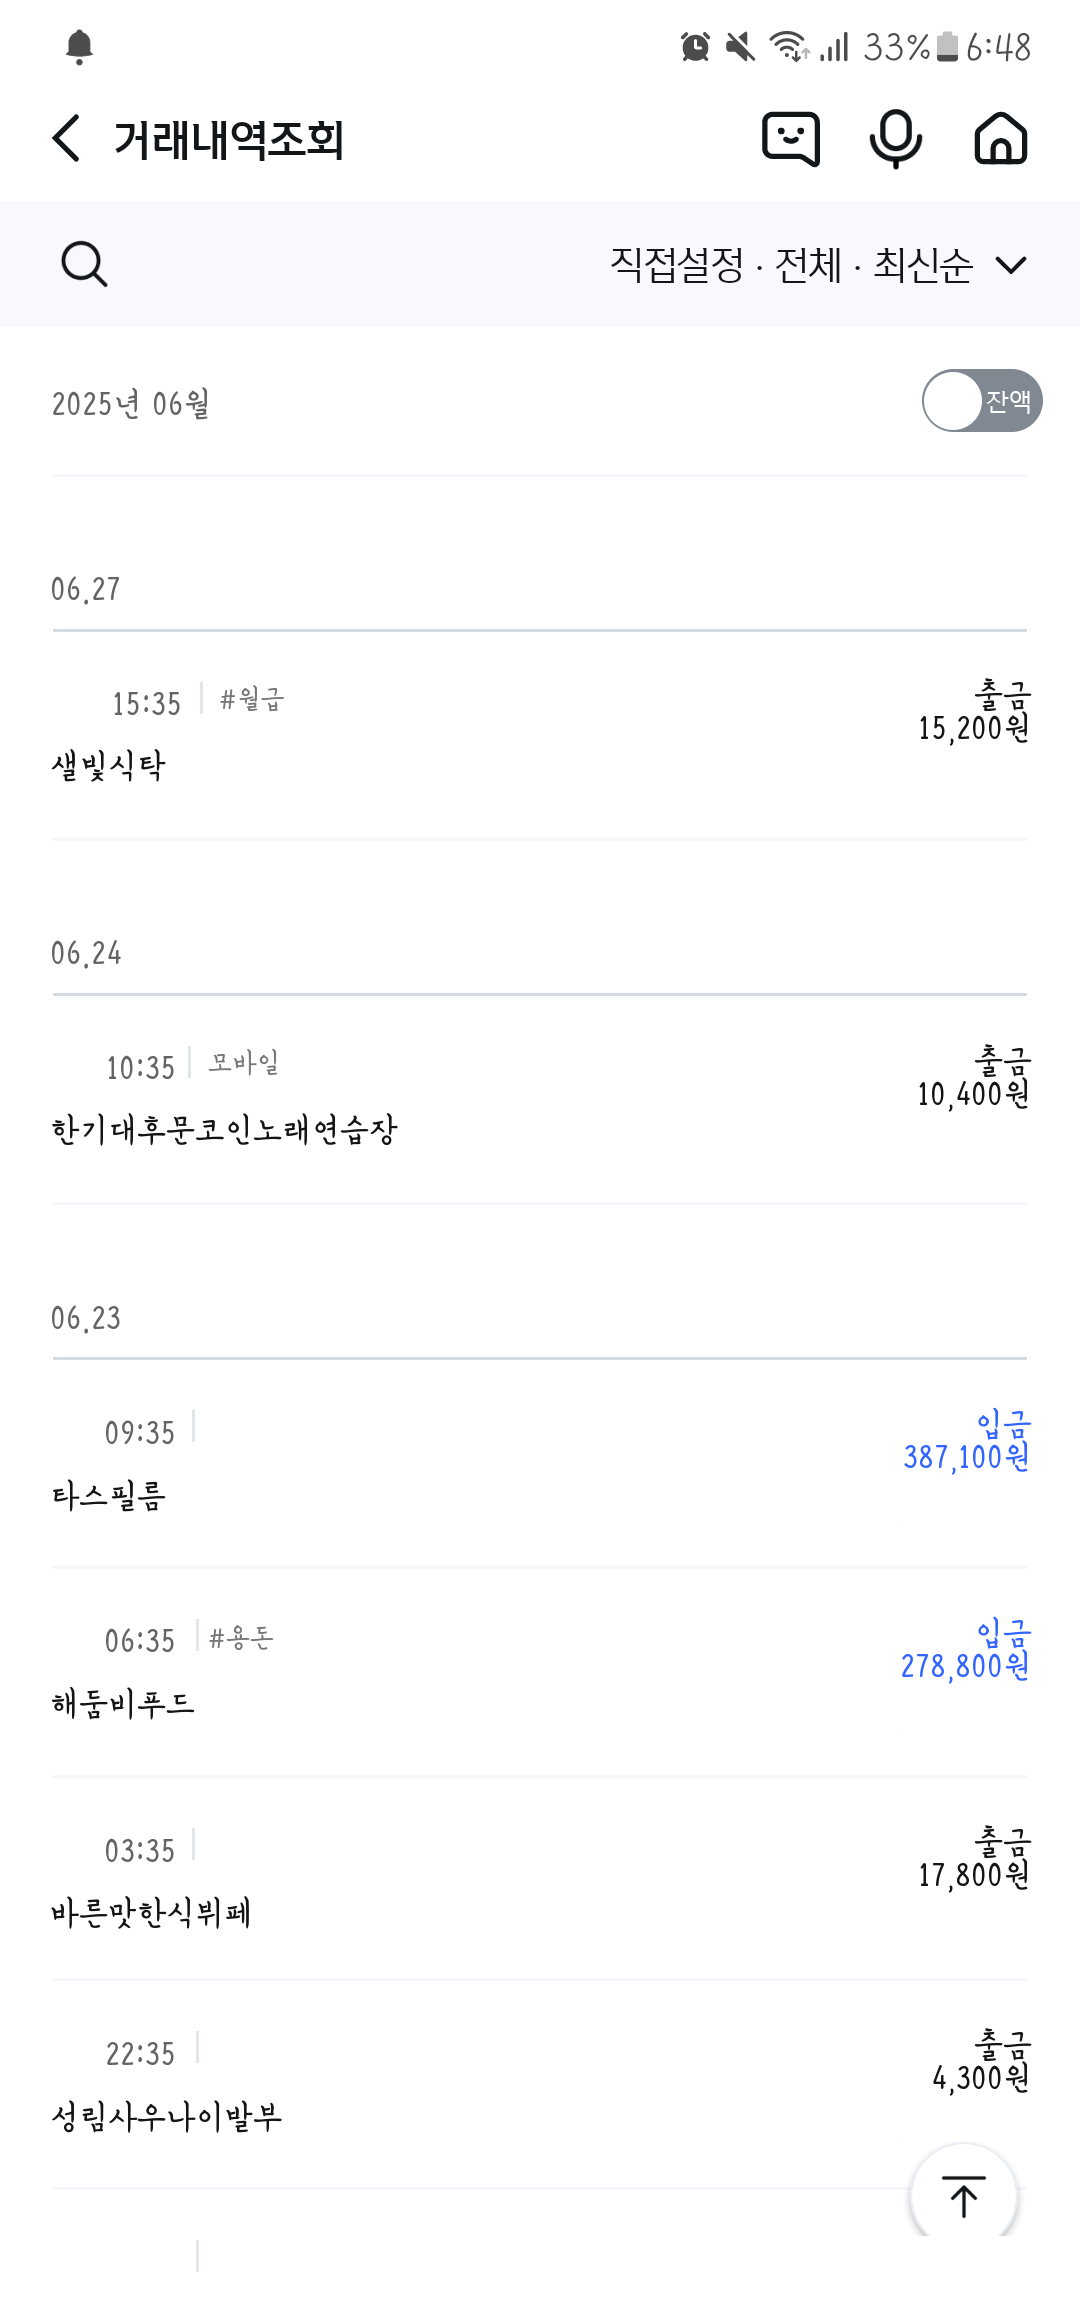 33% 6:48
거래내역조회
직접설정 · 전체 · 최신순
2025년 06월
잔액
06.27
15:35 #월급
출금
15,200원
샐빛식탁
06.24
10:35 모바일
출금
10,400원
한기대후문코인노래연습장
06.23
09:35
입금
387,100원
타스필름
06:35 #용돈
입금
278,800원
해둠비푸드
03:35
출금
17,800원
바른맛한식뷔페
22:35
출금
4,300원
성림사우나이발부